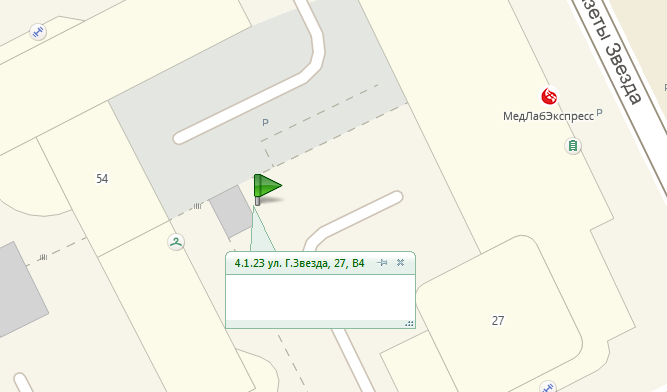 азеты Звезда
МедЛабЭкспресс
P
P
54
4.1.23 ул. Г.Звезда, 27, В4
27